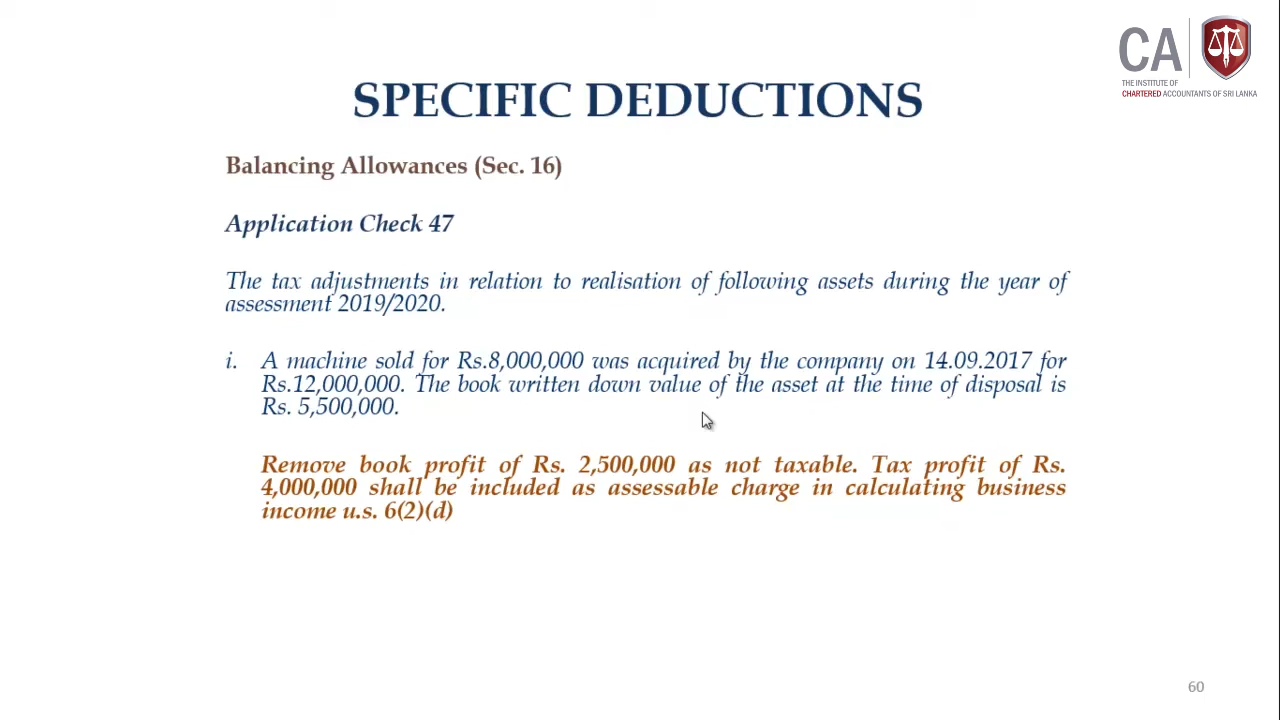 CA
THE INSTITUTE OF
CHARTERED ACCOUNTANTS OF SRI LANKA
SPECIFIC DEDUCTIONS
Balancing Allowances (Sec. 16)
Application Check 47
The tax adjustments in relation to realisation of following assets during the year of
assessment 2019/2020.
i. A machine sold for Rs.8,000,000 was acquired by the company on 14.09.2017 for
Rs.12,000,000. The book written down value of the asset at the time of disposal is
Rs. 5,500,000.
Remove book profit of Rs. 2,500,000 as not taxable. Tax profit of Rs.
4,000,000 shall be included as assessable charge in calculating business
income u.s. 6(2)(d)
60